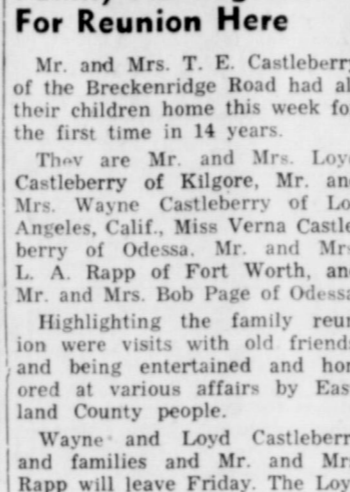 For Reunion Here
Mr. and Mrs. T. E. Castleberr
of the Breckenridge Road had al
their children home this week fo
the first time in 14 years.
They are Mr. and Mrs. Loy
Castleberry of Kilgore, Mr. an
Mrs. Wayne Castleberry of Lo
Angeles, Calif., Miss Verna Castle
berry of Odessa, Mr. and Mr
L. A. Rapp of Fort Worth, an
Mr. and Mrs. Bob Page of Odessa
Highlighting the family reun
ion were visits with old friend
and being entertained and hon
ored at various affairs by Eas
land County people.
Wayne and Loyd Castleberr
and families and Mr. and Mr
Rapp will leave Friday. The Loy